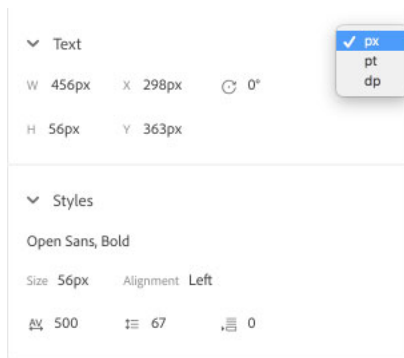 Text
✓ px
pt
dp
W 456px X 298px 0°
H 56px Y 363px
Styles
Open Sans, Bold
Size 56px Alignment Left
AV 500 67 0